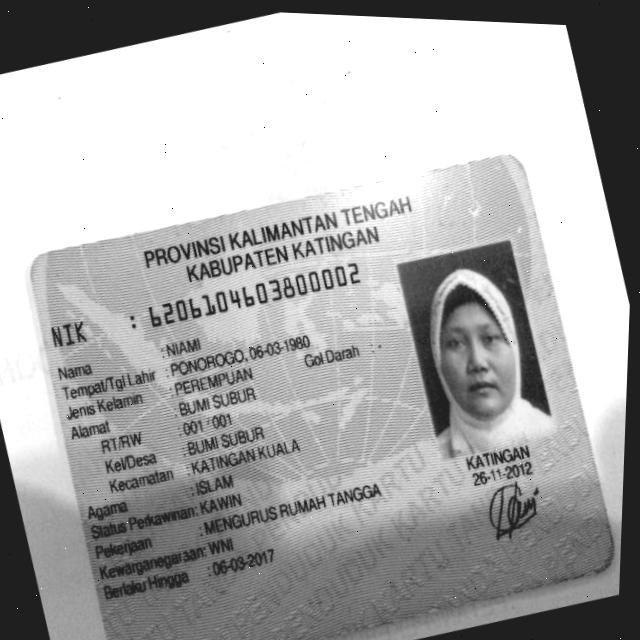 PROVINSI KALIMANTAN TENGAH
KABUPATEN KATINGAN
NIK : 6206104603800002
Nama : NIAMI
Tempat/Tgl Lahir : PONOROGO, 06-03-1980
Jenis Kelamin : PEREMPUAN Gol Darah : -
Alamat : BUMI SUBUR
RT/RW : 001 / 001
Kel/Desa : BUMI SUBUR
Kecamatan : KATINGAN KUALA
Agama : ISLAM
Status Perkawinan: KAWIN
Pekerjaan : MENGURUS RUMAH TANGGA
Kewarganegaraan: WNI
Berlaku Hingga : 06-03-2017
KATINGAN
26-11-2012